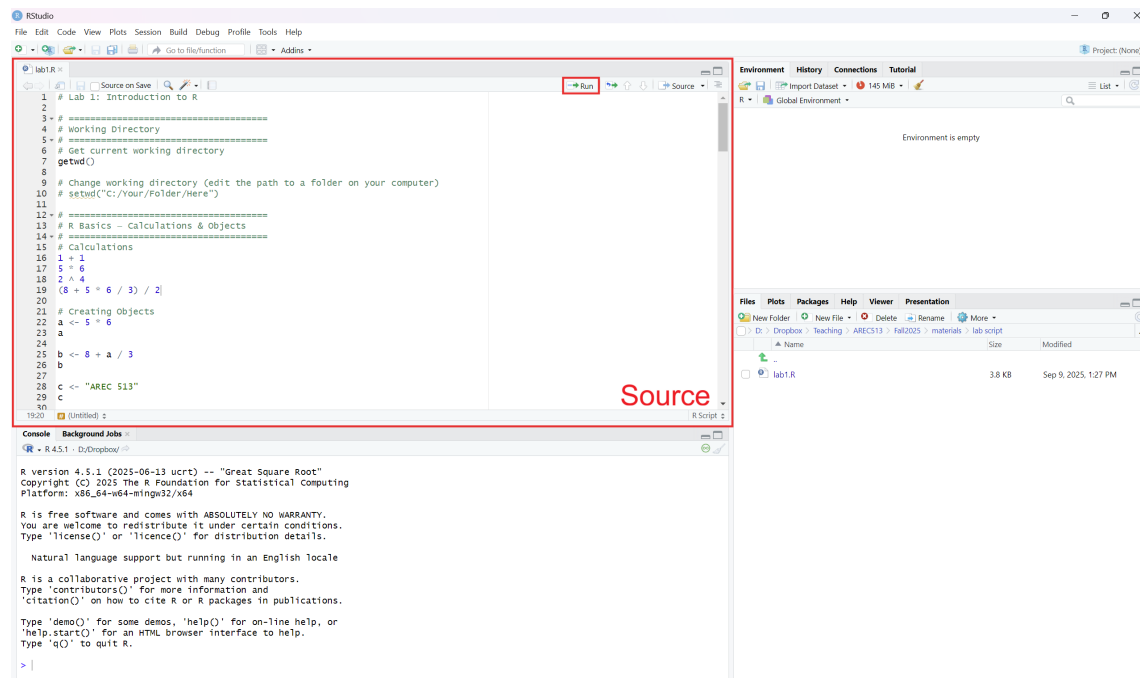 RStudio
File Edit Code View Plots Session Build Debug Profile Tools Help
Go to file/function Addins Project: (None)
lab1.R
Source on Save Run Source
1 # Lab 1: Introduction to R
2
3 # =====================================
4 # Working Directory
5 # =====================================
6 # Get current working directory
7 getwd()
8
9 # Change working directory (edit the path to a folder on your computer)
10 # setwd("C:/Your/Folder/Here")
11
12 # =====================================
13 # R Basics – Calculations & Objects
14 # =====================================
15 # Calculations
16 1 + 1
17 5 * 6
18 2 ^ 4
19 (8 + 5 * 6 / 3) / 2
20
21 # Creating Objects
22 a <- 5 * 6
23 a
24
25 b <- 8 + a / 3
26 b
27
28 c <- "AREC 513"
29 c
30
Source
19:20 (Untitled) R Script
Console Background Jobs
R 4.5.1 · D:/Dropbox/
R version 4.5.1 (2025-06-13 ucrt) -- "Great Square Root"
Copyright (C) 2025 The R Foundation for Statistical Computing
Platform: x86_64-w64-mingw32/x64
R is free software and comes with ABSOLUTELY NO WARRANTY.
You are welcome to redistribute it under certain conditions.
Type 'license()' or 'licence()' for distribution details.
Natural language support but running in an English locale
R is a collaborative project with many contributors.
Type 'contributors()' for more information and
'citation()' on how to cite R or R packages in publications.
Type 'demo()' for some demos, 'help()' for on-line help, or
'help.start()' for an HTML browser interface to help.
Type 'q()' to quit R.
>
Environment History Connections Tutorial
Import Dataset 145 MiB List
R Global Environment
Environment is empty
Files Plots Packages Help Viewer Presentation
New Folder New File Delete Rename More
D: > Dropbox > Teaching > AREC513 > Fall2025 > materials > lab script
Name Size Modified
..
lab1.R 3.8 KB Sep 9, 2025, 1:27 PM